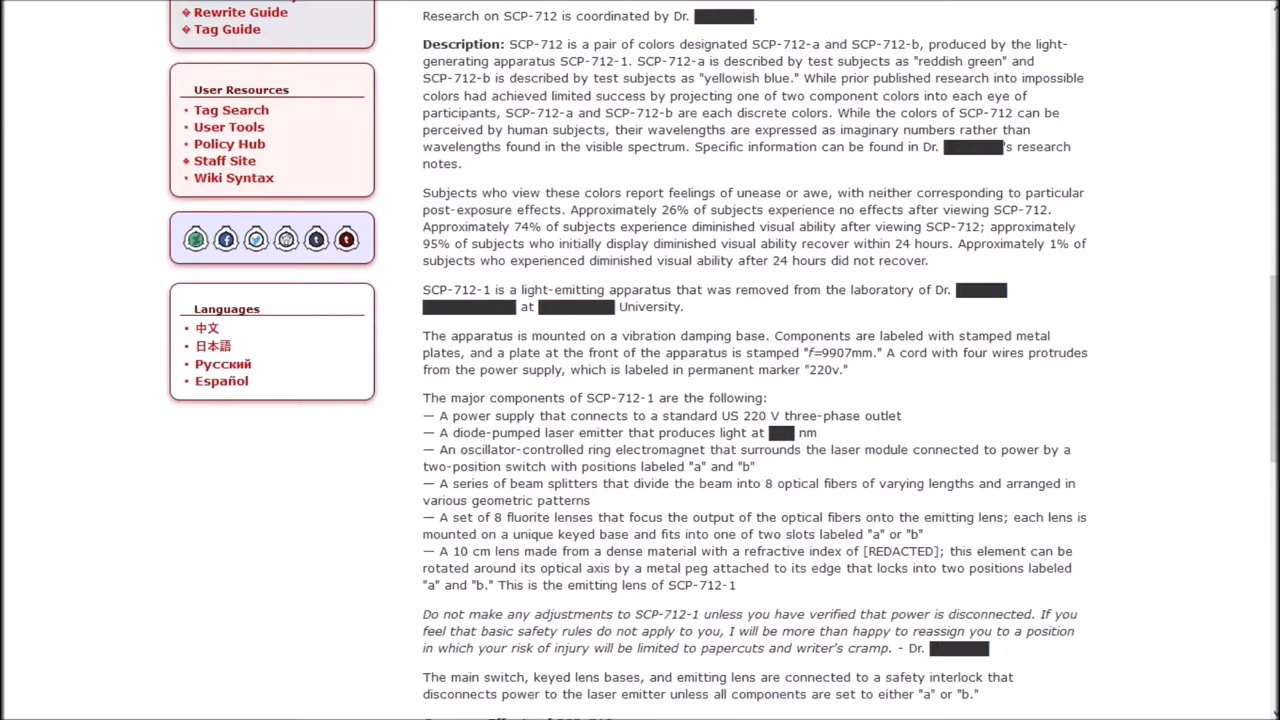 Rewrite Guide
Tag Guide
User Resources
Tag Search
User Tools
Policy Hub
Staff Site
Wiki Syntax
Languages
中文
日本語
Русский
Español
Research on SCP-712 is coordinated by Dr. ███████.
Description: SCP-712 is a pair of colors designated SCP-712-a and SCP-712-b, produced by the light-
generating apparatus SCP-712-1. SCP-712-a is described by test subjects as "reddish green" and
SCP-712-b is described by test subjects as "yellowish blue." While prior published research into impossible
colors had achieved limited success by projecting one of two component colors into each eye of
participants, SCP-712-a and SCP-712-b are each discrete colors. While the colors of SCP-712 can be
perceived by human subjects, their wavelengths are expressed as imaginary numbers rather than
wavelengths found in the visible spectrum. Specific information can be found in Dr. ███████'s research
notes.
Subjects who view these colors report feelings of unease or awe, with neither corresponding to particular
post-exposure effects. Approximately 26% of subjects experience no effects after viewing SCP-712.
Approximately 74% of subjects experience diminished visual ability after viewing SCP-712; approximately
95% of subjects who initially display diminished visual ability recover within 24 hours. Approximately 1% of
subjects who experienced diminished visual ability after 24 hours did not recover.
SCP-712-1 is a light-emitting apparatus that was removed from the laboratory of Dr. ██████
███████████ at █████████ University.
The apparatus is mounted on a vibration damping base. Components are labeled with stamped metal
plates, and a plate at the front of the apparatus is stamped "f=9907mm." A cord with four wires protrudes
from the power supply, which is labeled in permanent marker "220v."
The major components of SCP-712-1 are the following:
— A power supply that connects to a standard US 220 V three-phase outlet
— A diode-pumped laser emitter that produces light at ███ nm
— An oscillator-controlled ring electromagnet that surrounds the laser module connected to power by a
two-position switch with positions labeled "a" and "b"
— A series of beam splitters that divide the beam into 8 optical fibers of varying lengths and arranged in
various geometric patterns
— A set of 8 fluorite lenses that focus the output of the optical fibers onto the emitting lens; each lens is
mounted on a unique keyed base and fits into one of two slots labeled "a" or "b"
— A 10 cm lens made from a dense material with a refractive index of [REDACTED]; this element can be
rotated around its optical axis by a metal peg attached to its edge that locks into two positions labeled
"a" and "b." This is the emitting lens of SCP-712-1
Do not make any adjustments to SCP-712-1 unless you have verified that power is disconnected. If you
feel that basic safety rules do not apply to you, I will be more than happy to reassign you to a position
in which your risk of injury will be limited to papercuts and writer's cramp. - Dr. ███████
The main switch, keyed lens bases, and emitting lens are connected to a safety interlock that
disconnects power to the laser emitter unless all components are set to either "a" or "b."